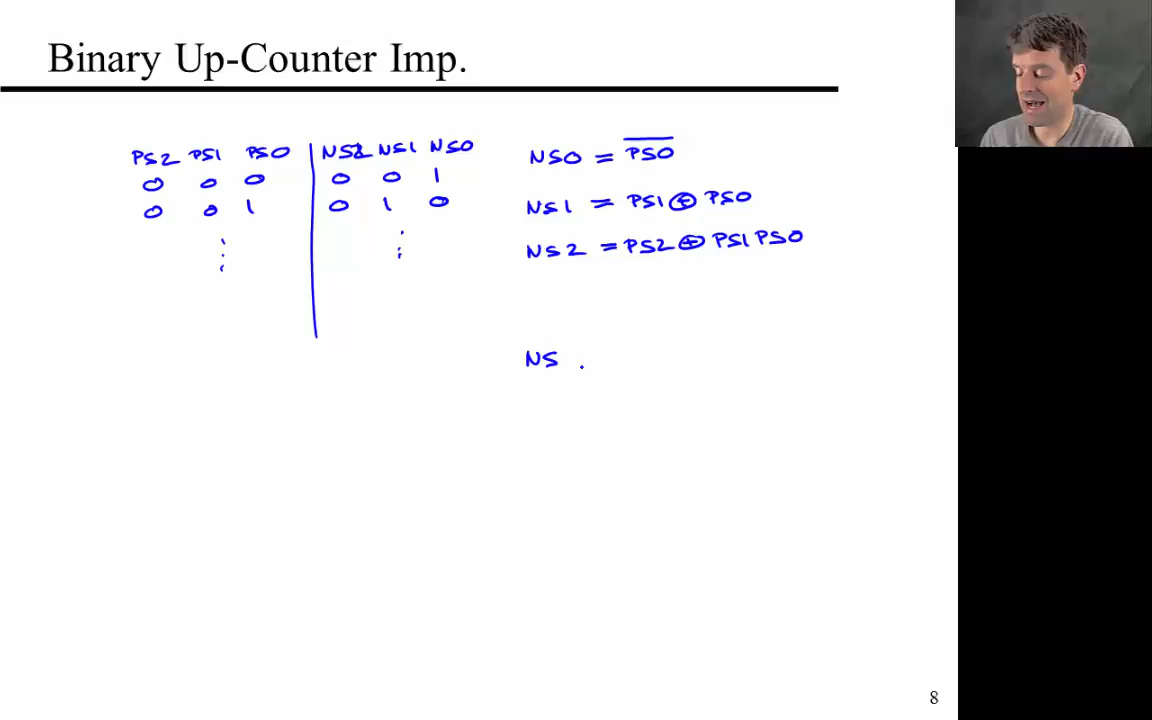 Binary Up-Counter Imp.
PS2 PS1 PS0 | NS2 NS1 NS0
0 0 0 | 0 0 1
0 0 1 | 0 1 0
⋮ ⋮
NS0 = \overline{PS0}
NS1 = PS1 ⊕ PS0
NS2 = PS2 ⊕ PS1 PS0
NS
8